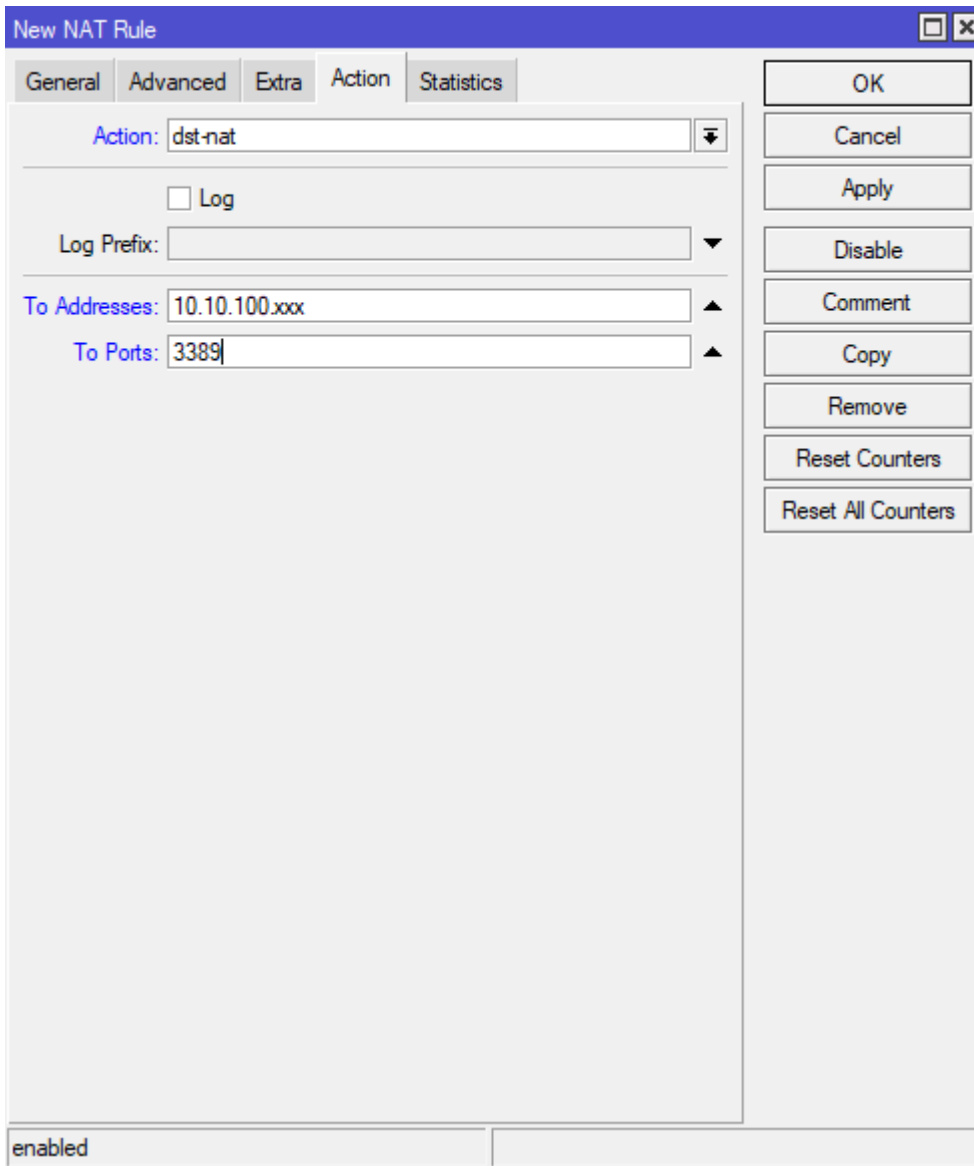 New NAT Rule
General Advanced Extra Action Statistics
Action: dst-nat
Log
Log Prefix:
To Addresses: 10.10.100.xxx
To Ports: 3389
OK
Cancel
Apply
Disable
Comment
Copy
Remove
Reset Counters
Reset All Counters
enabled